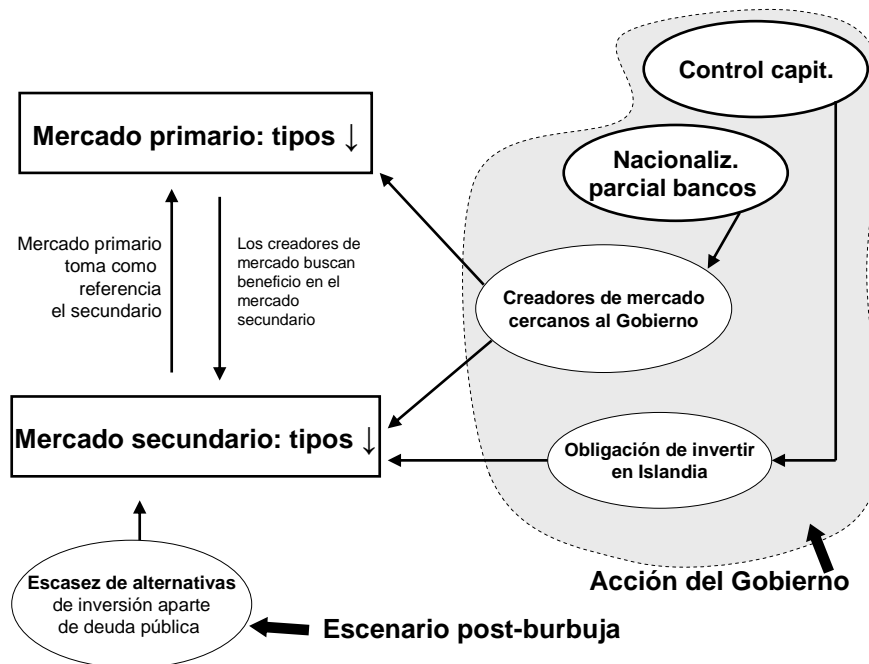 Control capit.
Mercado primario: tipos ↓
Nacionaliz.
parcial bancos
Mercado primario
toma como
referencia
el secundario
Los creadores de
mercado buscan
beneficio en el
mercado
secundario
Creadores de mercado
cercanos al Gobierno
Mercado secundario: tipos ↓
Obligación de invertir
en Islandia
Acción del Gobierno
Escasez de alternativas
de inversión aparte
de deuda pública
Escenario post-burbuja